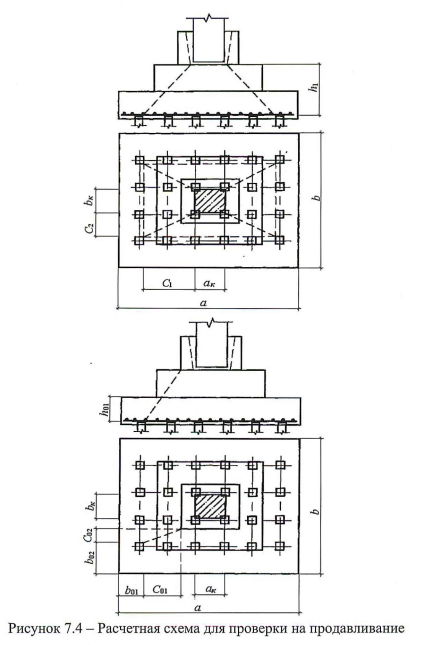 h₁
bк
C₂
b
C₁
aк
a
h₀₁
bк
C₀₂
b₀₂
b
b₀₁
C₀₁
aк
a
Рисунок 7.4 – Расчетная схема для проверки на продавливание